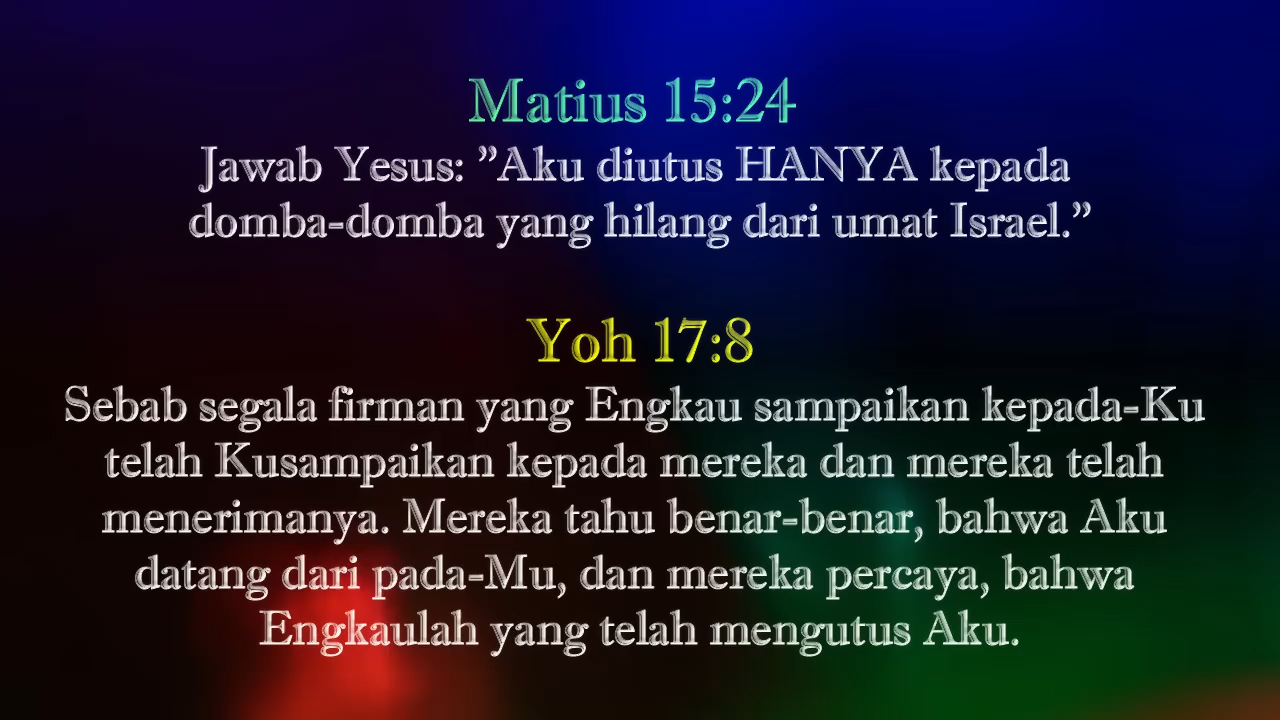 Matius 15:24
Jawab Yesus: ”Aku diutus HANYA kepada
domba-domba yang hilang dari umat Israel.”
Yoh 17:8
Sebab segala firman yang Engkau sampaikan kepada-Ku
telah Kusampaikan kepada mereka dan mereka telah
menerimanya. Mereka tahu benar-benar, bahwa Aku
datang dari pada-Mu, dan mereka percaya, bahwa
Engkaulah yang telah mengutus Aku.